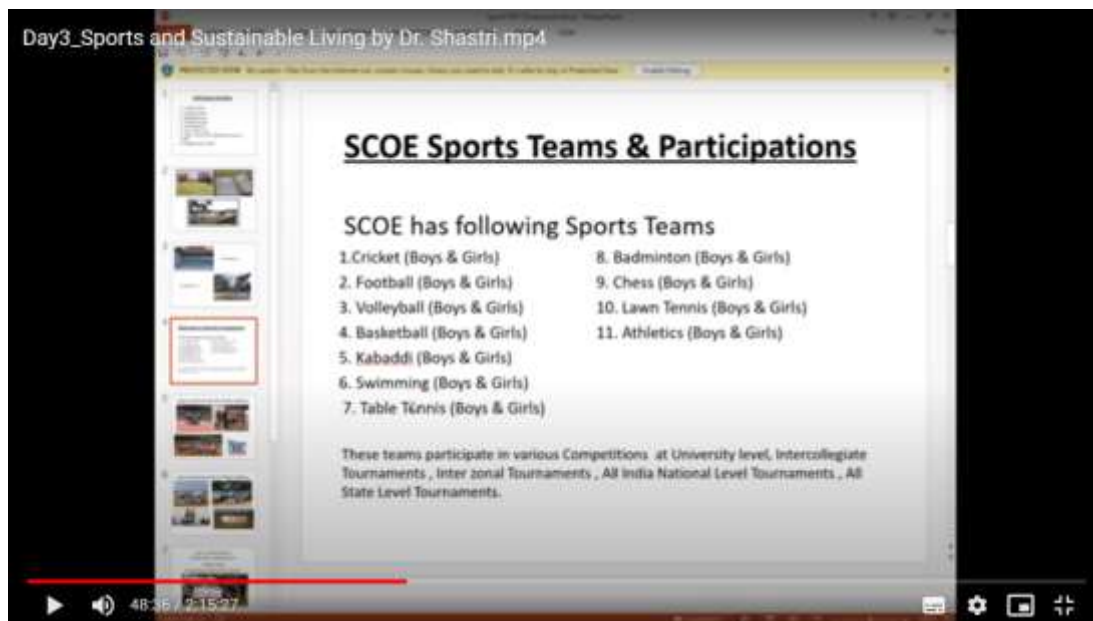 Day3_Sports and Sustainable Living by Dr. Shastri.mp4
SCOE Sports Teams & Participations
SCOE has following Sports Teams
1.Cricket (Boys & Girls)
2. Football (Boys & Girls)
3. Volleyball (Boys & Girls)
4. Basketball (Boys & Girls)
5. Kabaddi (Boys & Girls)
6. Swimming (Boys & Girls)
7. Table Tennis (Boys & Girls)
8. Badminton (Boys & Girls)
9. Chess (Boys & Girls)
10. Lawn Tennis (Boys & Girls)
11. Athletics (Boys & Girls)
These teams participate in various Competitions at University level, Intercollegiate
Tournaments , Inter zonal Tournaments , All India National Level Tournaments , All
State Level Tournaments.
48:36 / 2:15:27